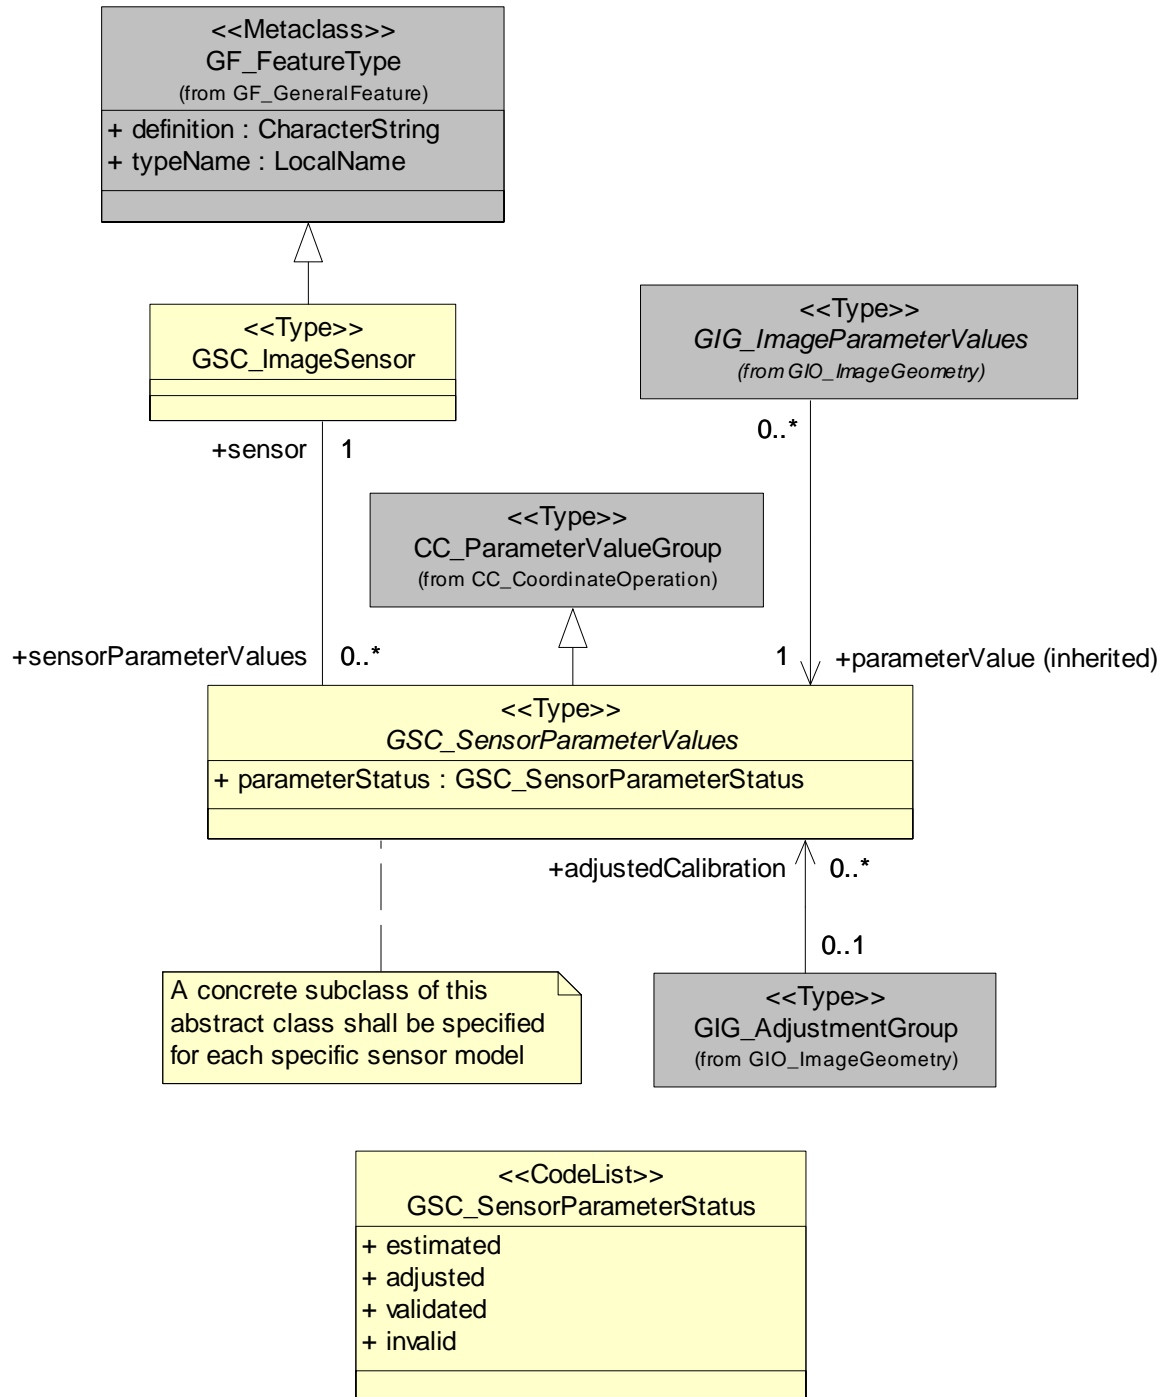 <<Metaclass>>
GF_FeatureType
(from GF_GeneralFeature)
+ definition : CharacterString
+ typeName : LocalName
<<Type>>
GSC_ImageSensor
<<Type>>
GIG_ImageParameterValues
(from GIO_ImageGeometry)
+sensor 1
0..*
<<Type>>
CC_ParameterValueGroup
(from CC_CoordinateOperation)
+sensorParameterValues 0..*
1 +parameterValue (inherited)
<<Type>>
GSC_SensorParameterValues
+ parameterStatus : GSC_SensorParameterStatus
+adjustedCalibration 0..*
0..1
A concrete subclass of this
abstract class shall be specified
for each specific sensor model
<<Type>>
GIG_AdjustmentGroup
(from GIO_ImageGeometry)
<<CodeList>>
GSC_SensorParameterStatus
+ estimated
+ adjusted
+ validated
+ invalid